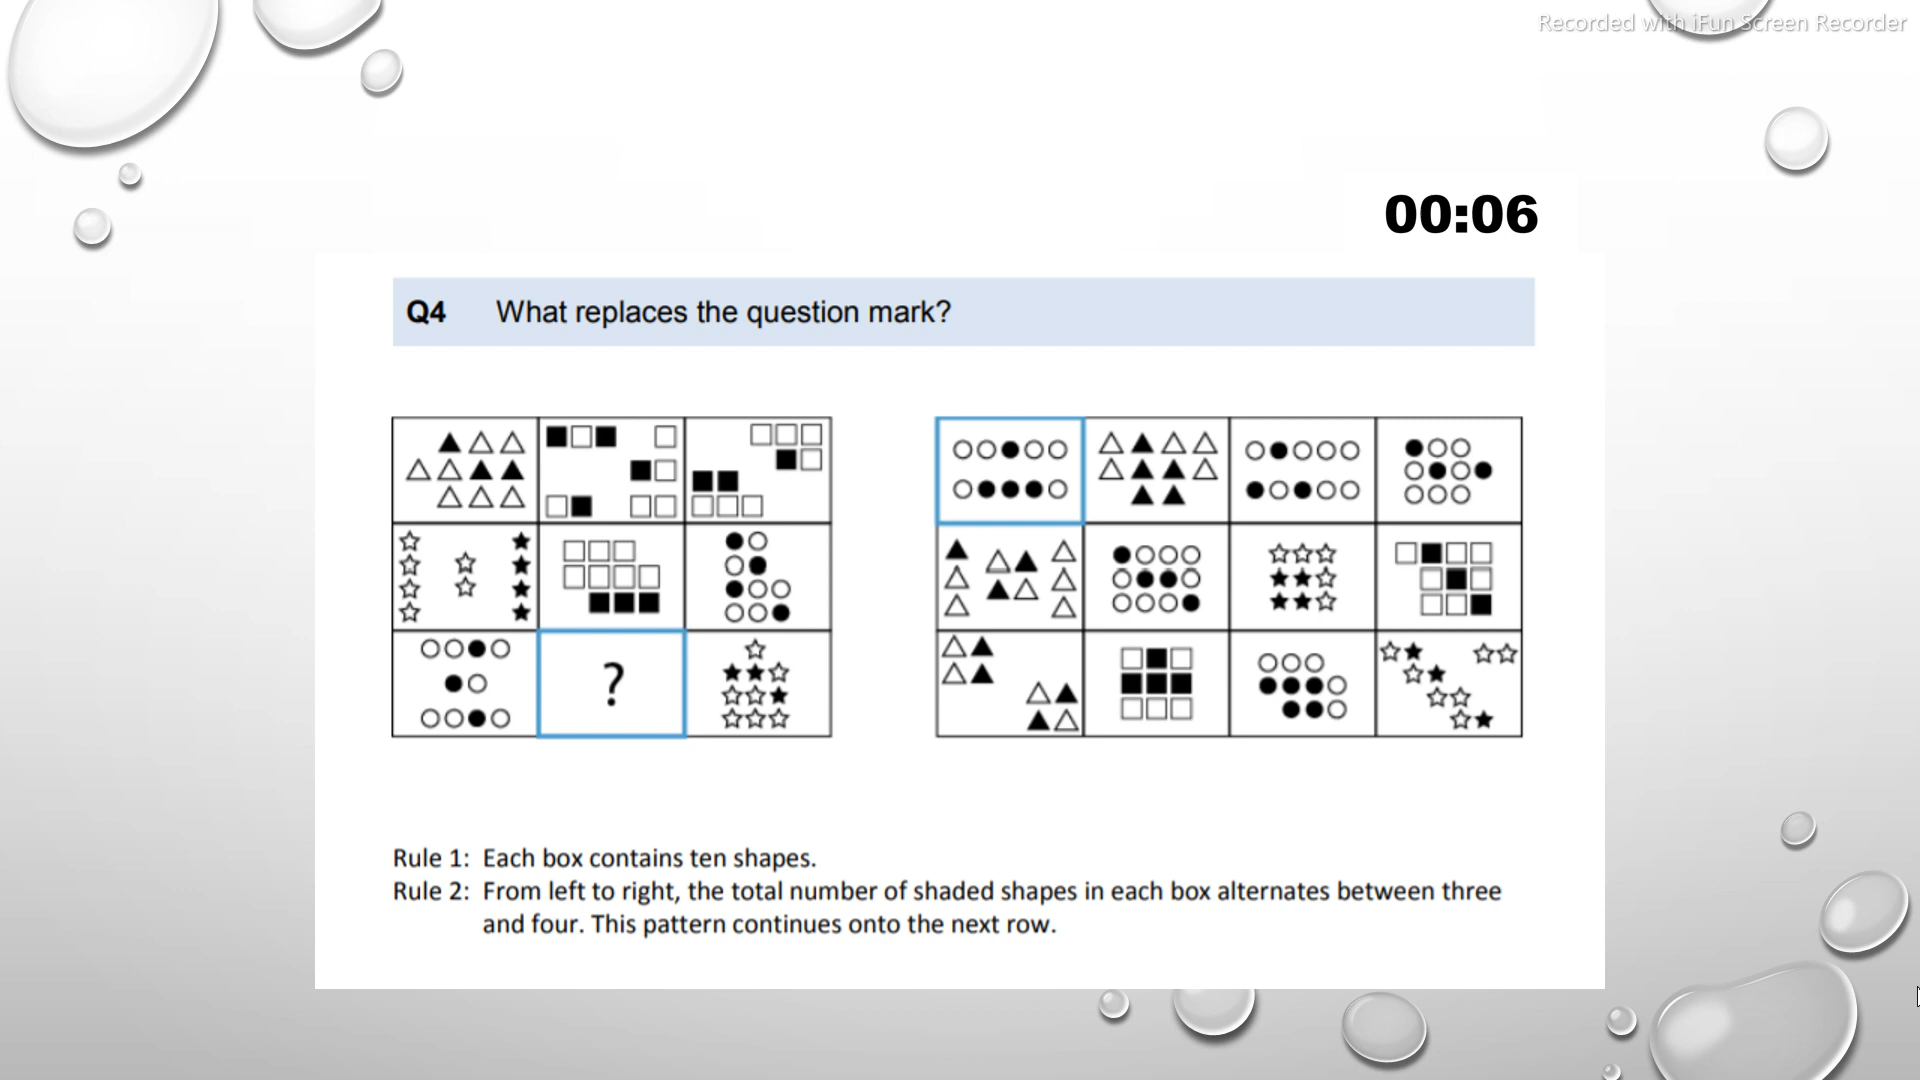 Recorded with iFun Screen Recorder
00:06
Q4 What replaces the question mark?
?
Rule 1: Each box contains ten shapes.
Rule 2: From left to right, the total number of shaded shapes in each box alternates between three
and four. This pattern continues onto the next row.